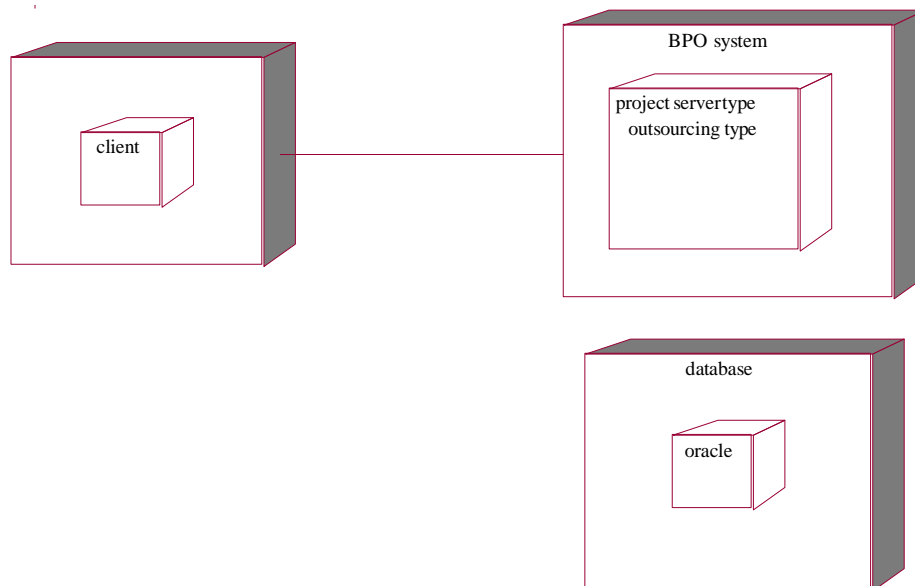 BPO system
project servertype
outsourcing type
client
database
oracle